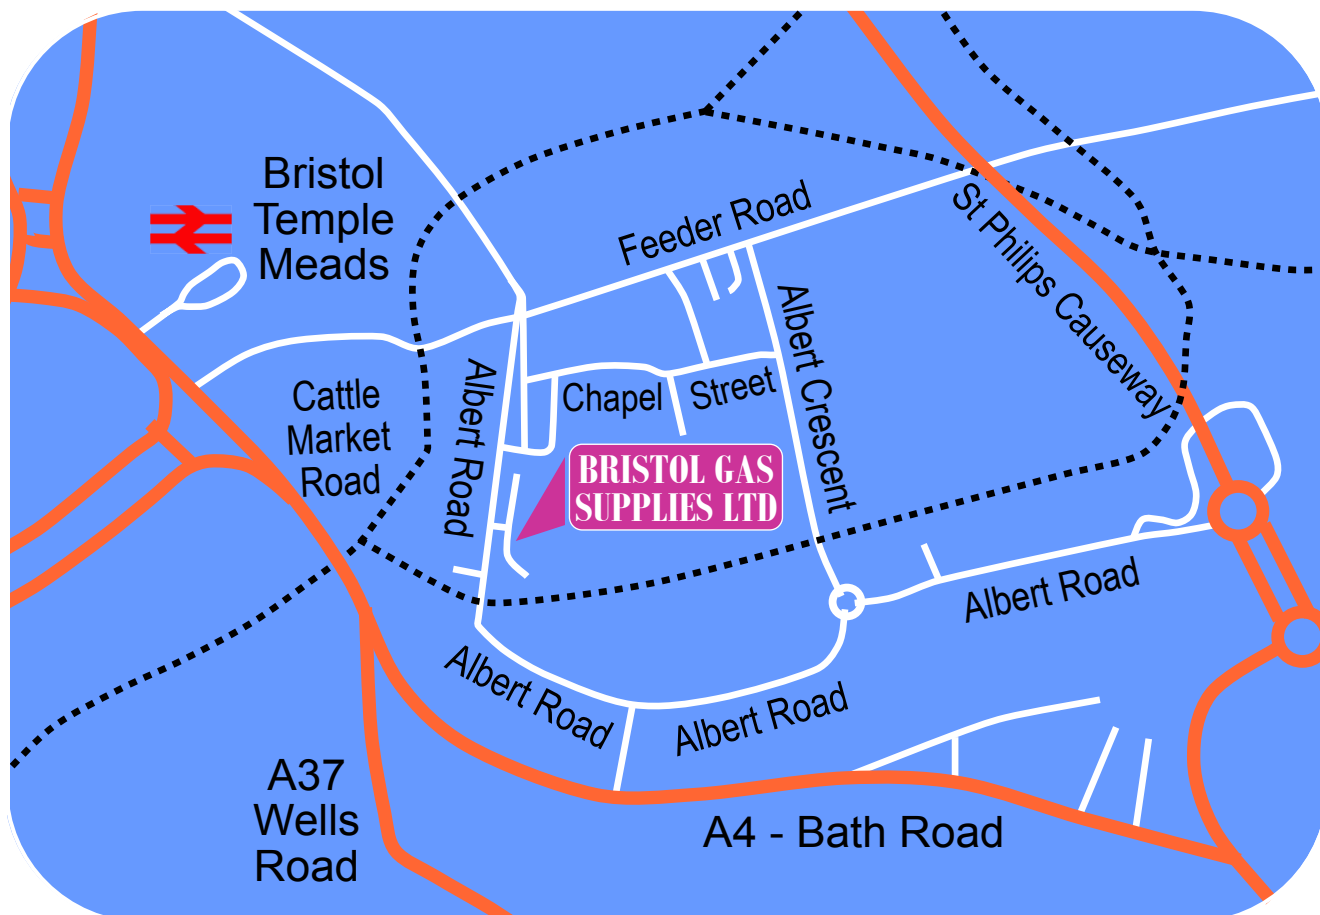 Bristol
Temple
Meads
Feeder Road
St Philips Causeway
Albert Crescent
Cattle
Market
Road
Albert Road
Chapel
Street
BRISTOL GAS
SUPPLIES LTD
Albert Road
Albert Road
Albert Road
A37
Wells
Road
A4 - Bath Road